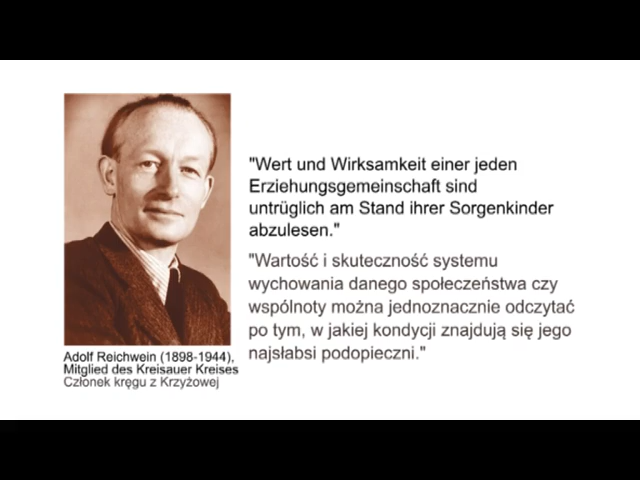 "Wert und Wirksamkeit einer jeden
Erziehungsgemeinschaft sind
untrüglich am Stand ihrer Sorgenkinder
abzulesen."
"Wartość i skuteczność systemu
wychowania danego społeczeństwa czy
wspólnoty można jednoznacznie odczytać
po tym, w jakiej kondycji znajdują się jego
najsłabsi podopieczni."
Adolf Reichwein (1898-1944),
Mitglied des Kreisauer Kreises
Członek kręgu z Krzyżowej